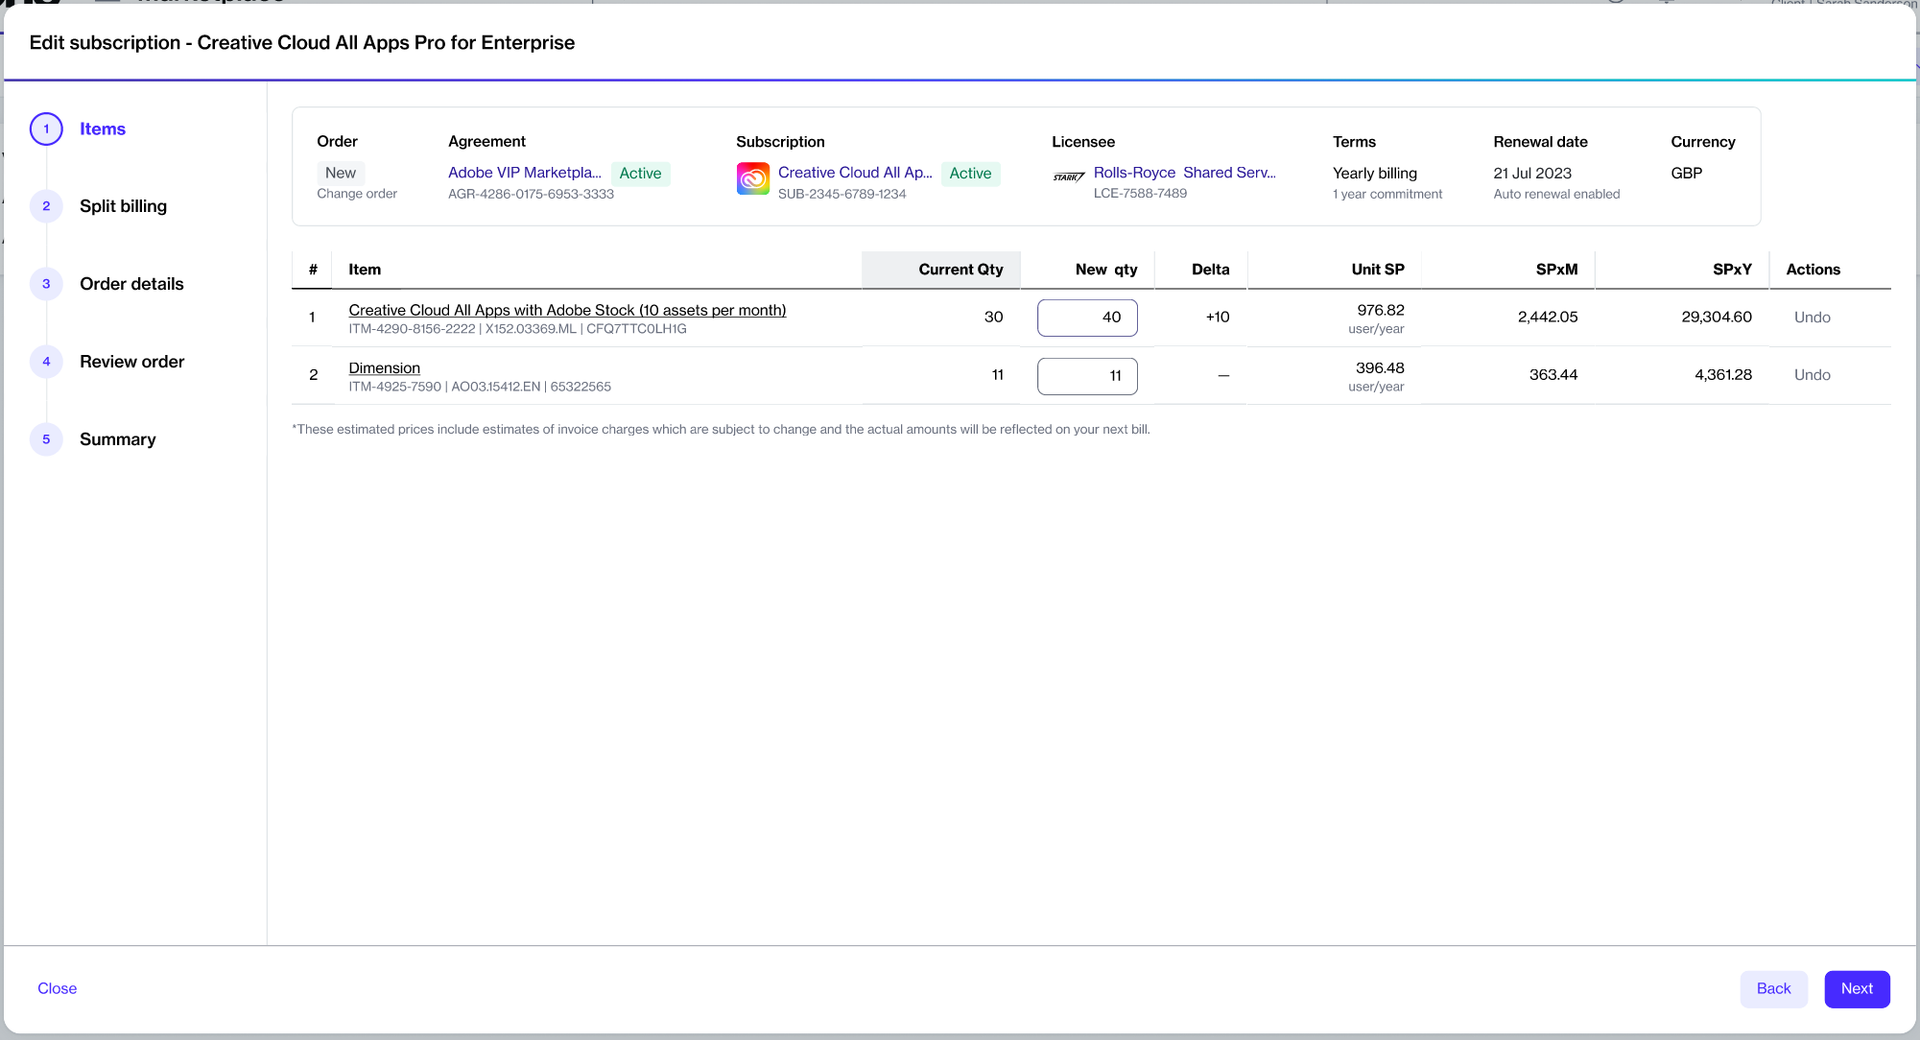 Edit subscription - Creative Cloud All Apps Pro for Enterprise
1 Items
2 Split billing
3 Order details
4 Review order
5 Summary
Order Agreement Subscription Licensee Terms Renewal date Currency
New Adobe VIP Marketpla... Active Creative Cloud All Ap... Active STARK7 Rolls-Royce Shared Serv... Yearly billing 21 Jul 2023 GBP
Change order AGR-4286-0175-6953-3333 SUB-2345-6789-1234 LCE-7588-7489 1 year commitment Auto renewal enabled
# Item Current Qty New qty Delta Unit SP SPxM SPxY Actions
1 Creative Cloud All Apps with Adobe Stock (10 assets per month) 30 40 +10 976.82 2,442.05 29,304.60 Undo
ITM-4290-8156-2222 | X152.03369.ML | CFQ7TTC0LH1G user/year
2 Dimension 11 11 — 396.48 363.44 4,361.28 Undo
ITM-4925-7590 | AO03.15412.EN | 65322565 user/year
*These estimated prices include estimates of invoice charges which are subject to change and the actual amounts will be reflected on your next bill.
Close Back Next